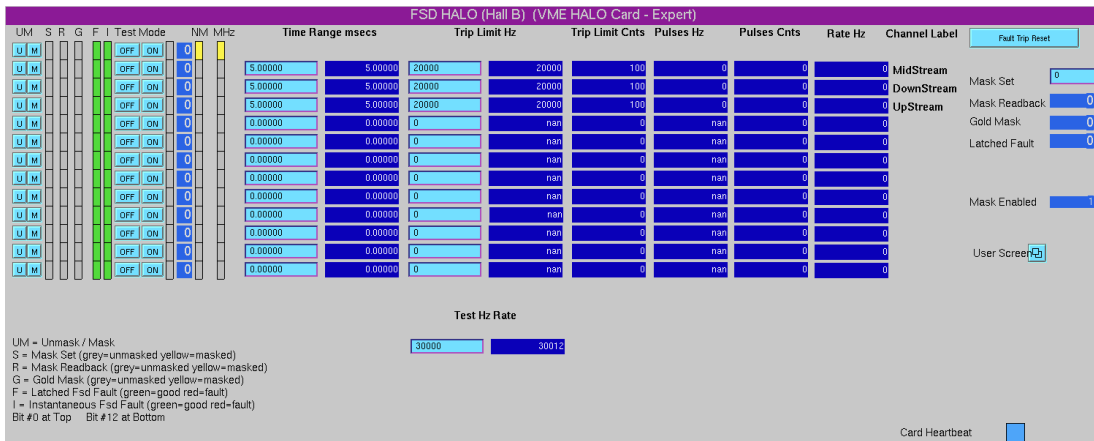 FSD HALO (Hall B) (VME HALO Card - Expert)
UM S R G F I Test Mode NM MHz Time Range msecs Trip Limit Hz Trip Limit Cnts Pulses Hz Pulses Cnts Rate Hz Channel Label Fault Trip Reset
U M OFF ON 0
U M OFF ON 0 5.00000 5.00000 20000 20000 100 0 0 0 MidStream
U M OFF ON 0 5.00000 5.00000 20000 20000 100 0 0 0 DownStream
U M OFF ON 0 5.00000 5.00000 20000 20000 100 0 0 0 UpStream
U M OFF ON 0 0.00000 0.00000 0 nan 0 nan 0 0
U M OFF ON 0 0.00000 0.00000 0 nan 0 nan 0 0
U M OFF ON 0 0.00000 0.00000 0 nan 0 nan 0 0
U M OFF ON 0 0.00000 0.00000 0 nan 0 nan 0 0
U M OFF ON 0 0.00000 0.00000 0 nan 0 nan 0 0
U M OFF ON 0 0.00000 0.00000 0 nan 0 nan 0 0
U M OFF ON 0 0.00000 0.00000 0 nan 0 nan 0 0
U M OFF ON 0 0.00000 0.00000 0 nan 0 nan 0 0
U M OFF ON 0 0.00000 0.00000 0 nan 0 nan 0 0
Mask Set 0
Mask Readback 0
Gold Mask 0
Latched Fault 0
Mask Enabled 1
User Screen
Test Hz Rate
30000 30012
UM = Unmask / Mask
S = Mask Set (grey=unmasked yellow=masked)
R = Mask Readback (grey=unmasked yellow=masked)
G = Gold Mask (grey=unmasked yellow=masked)
F = Latched Fsd Fault (green=good red=fault)
I = Instantaneous Fsd Fault (green=good red=fault)
Bit #0 at Top Bit #12 at Bottom
Card Heartbeat